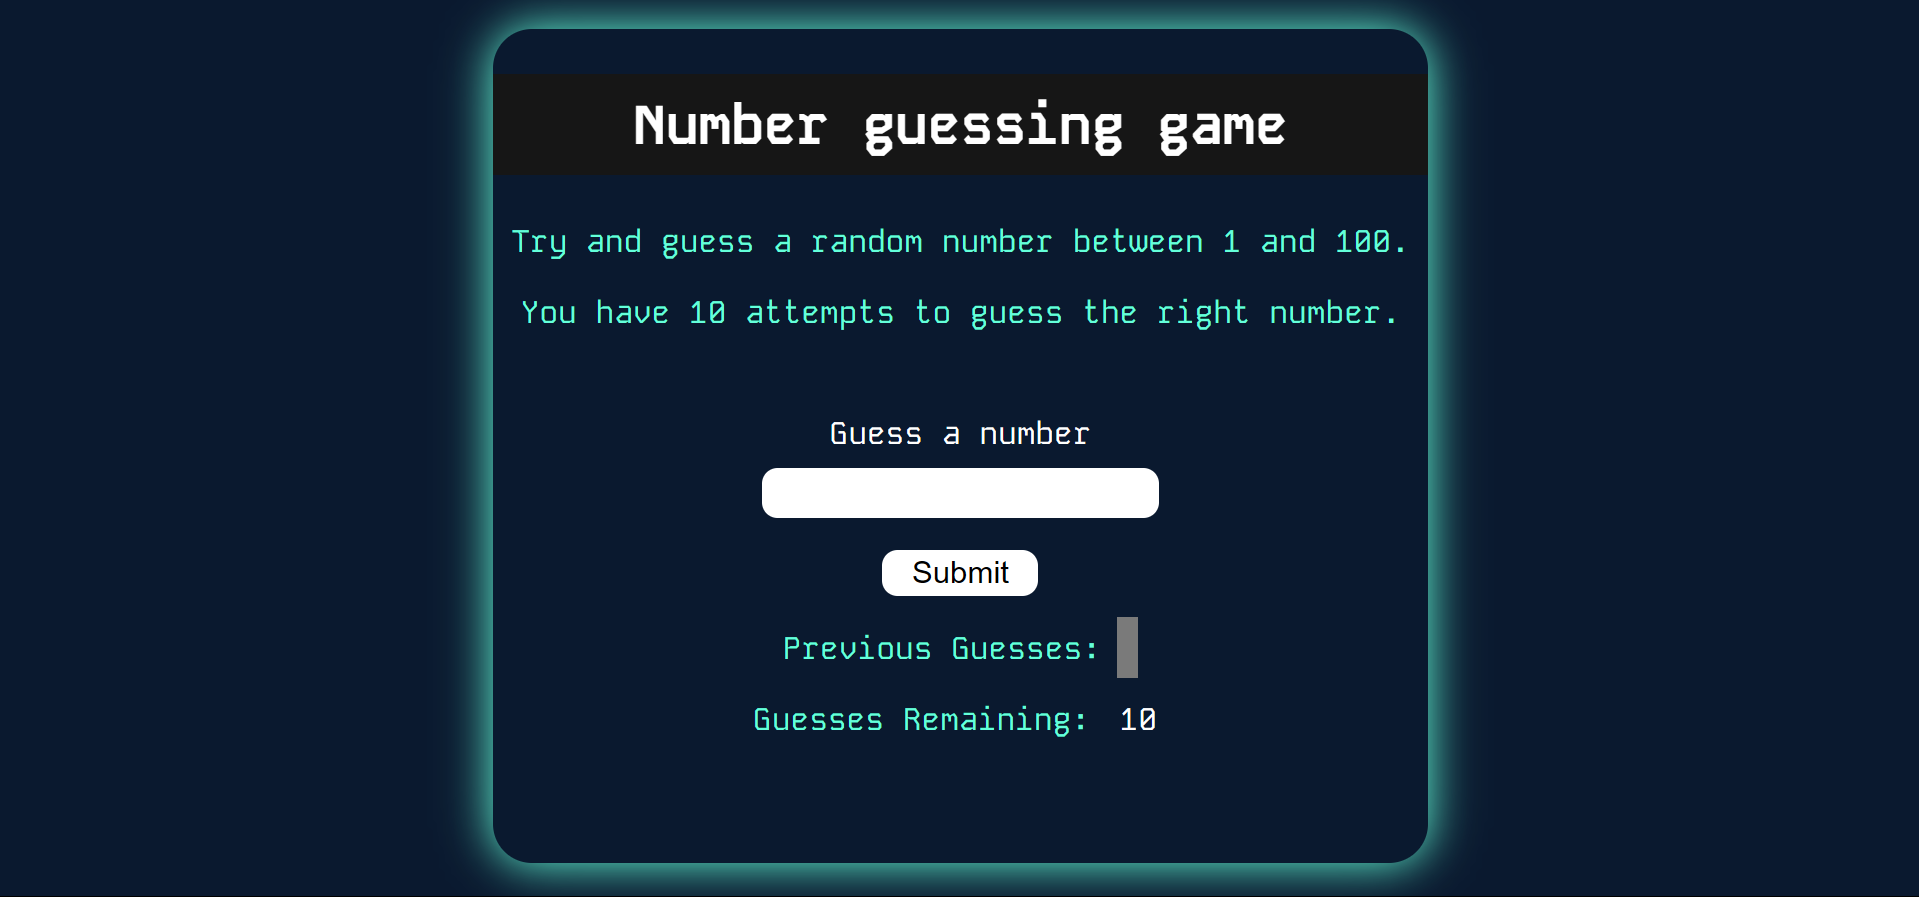 Number guessing game
Try and guess a random number between 1 and 100.
You have 10 attempts to guess the right number.
Guess a number
Submit
Previous Guesses:
Guesses Remaining: 10